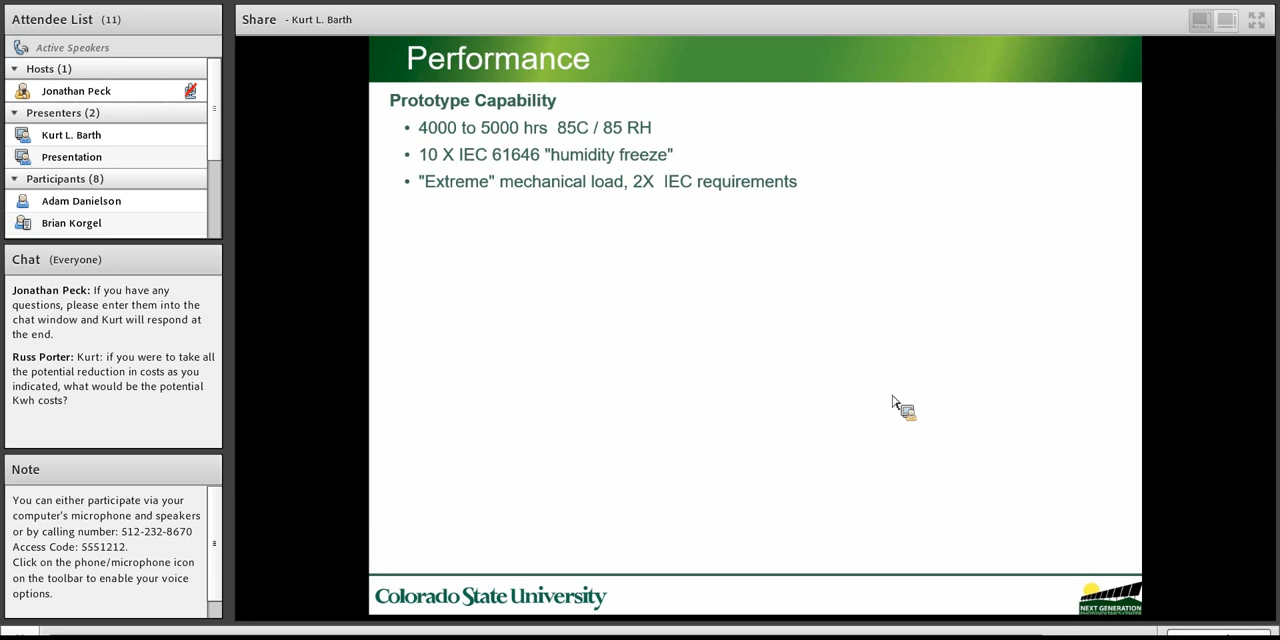 Attendee List (11)
Active Speakers
Hosts (1)
Jonathan Peck
Presenters (2)
Kurt L. Barth
Presentation
Participants (8)
Adam Danielson
Brian Korgel
Chat (Everyone)
Jonathan Peck: If you have any
questions, please enter them into the
chat window and Kurt will respond at
the end.
Russ Porter: Kurt: if you were to take all
the potential reduction in costs as you
indicated, what would be the potential
Kwh costs?
Note
You can either participate via your
computer's microphone and speakers
or by calling number: 512-232-8670
Access Code: 5551212.
Click on the phone/microphone icon
on the toolbar to enable your voice
options.
Share - Kurt L. Barth
Performance
Prototype Capability
• 4000 to 5000 hrs 85C / 85 RH
• 10 X IEC 61646 "humidity freeze"
• "Extreme" mechanical load, 2X IEC requirements
Colorado State University
NEXT GENERATION
PHOTOVOLTAICS CENTER